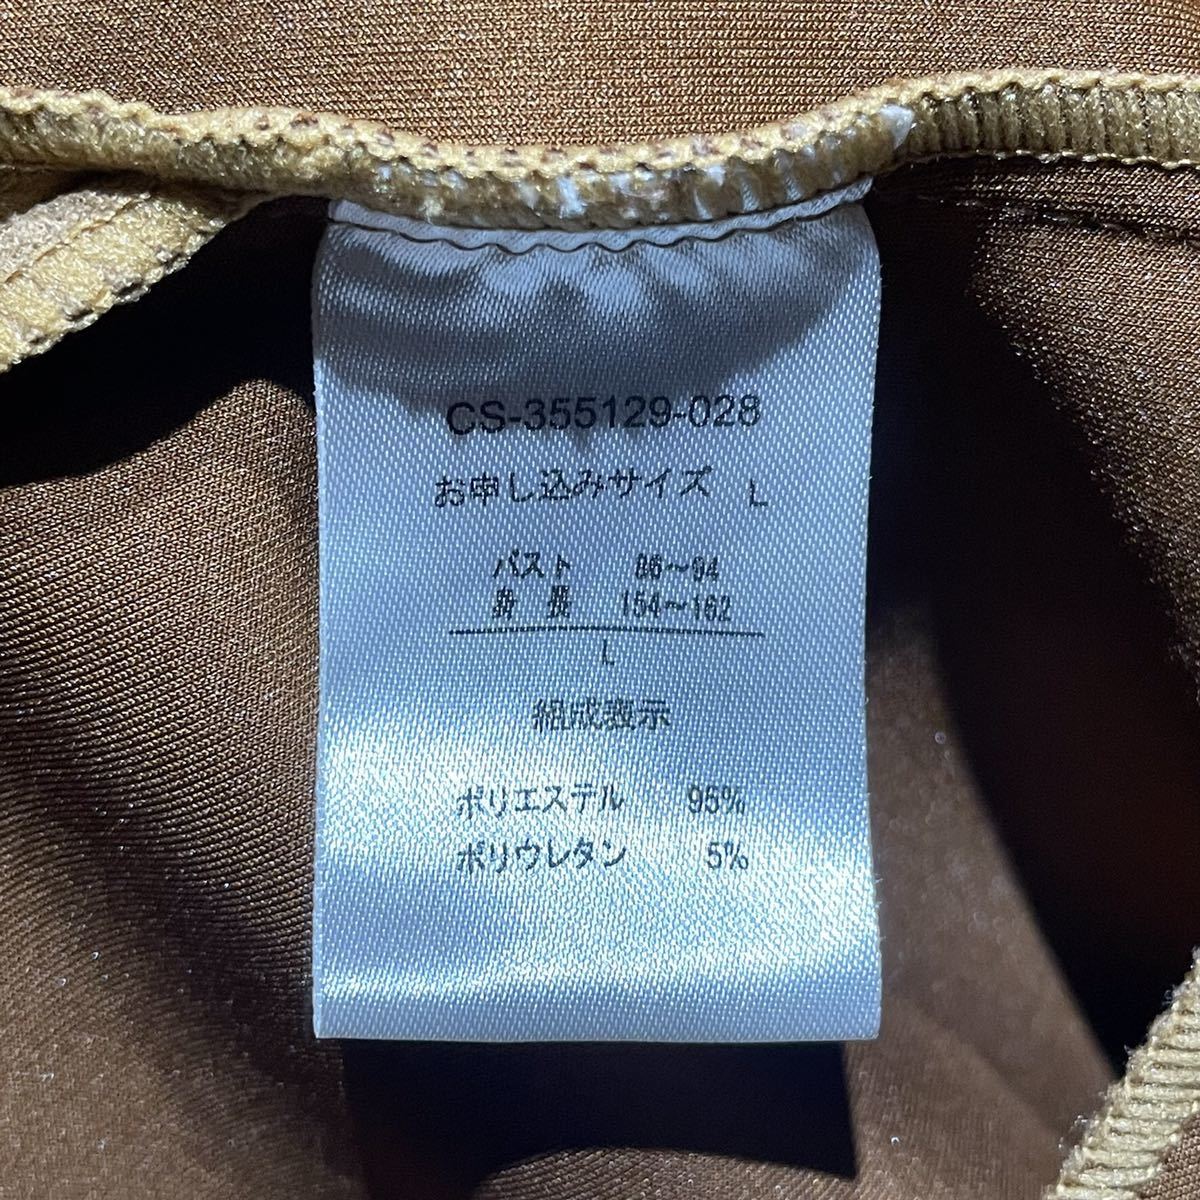 CS-355129-028
お申し込みサイズ L
バスト 86～94
身長 154～162
L
組成表示
ポリエステル 95%
ポリウレタン 5%